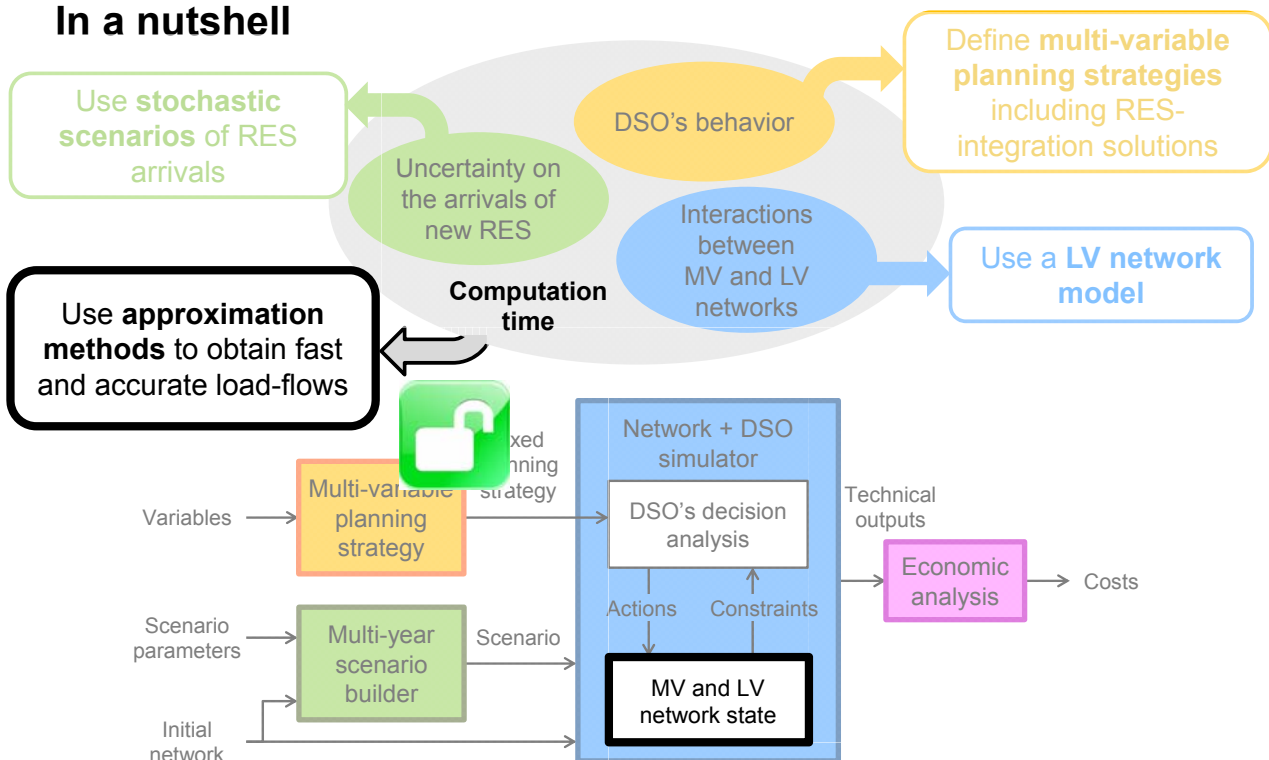 In a nutshell
Use stochastic
scenarios of RES
arrivals
Uncertainty on
the arrivals of
new RES
DSO's behavior
Define multi-variable
planning strategies
including RES-
integration solutions
Interactions
between
MV and LV
networks
Use a LV network
model
Computation
time
Use approximation
methods to obtain fast
and accurate load-flows
Variables
Multi-variable
planning
strategy
strategy
Network + DSO
simulator
DSO's decision
analysis
Actions
Constraints
MV and LV
network state
Technical
outputs
Economic
analysis
Costs
Scenario
parameters
Multi-year
scenario
builder
Scenario
Initial
network